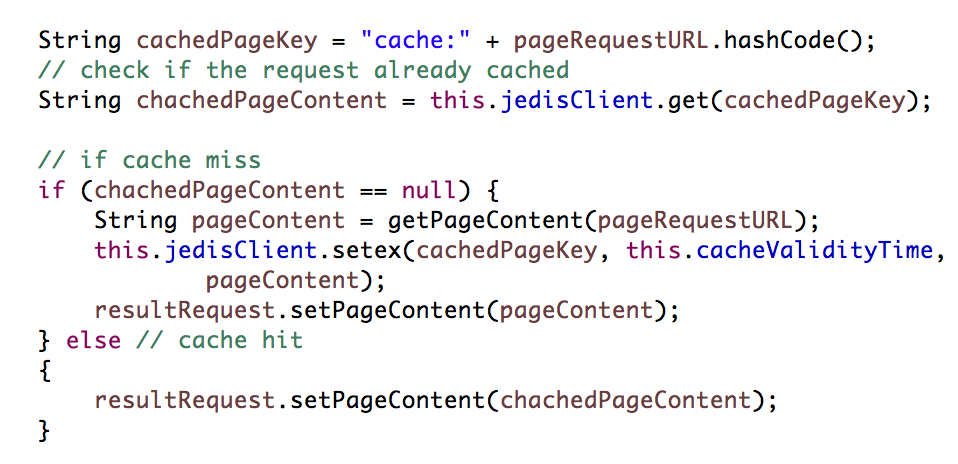 String cachedPageKey = "cache:" + pageRequestURL.hashCode();
// check if the request already cached
String chachedPageContent = this.jedisClient.get(cachedPageKey);

// if cache miss
if (chachedPageContent == null) {
    String pageContent = getPageContent(pageRequestURL);
    this.jedisClient.setex(cachedPageKey, this.cacheValidityTime,
            pageContent);
    resultRequest.setPageContent(pageContent);
} else // cache hit
{
    resultRequest.setPageContent(chachedPageContent);
}